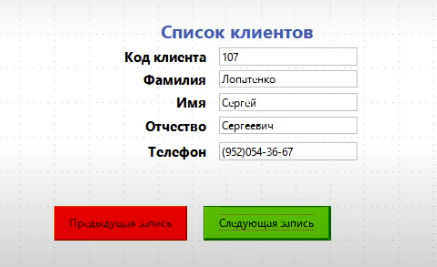 Список клиентов
Код клиента 107
Фамилия Лопатенко
Имя Сергей
Отчество Сергеевич
Телефон (952)054-36-67
Предыдущая запись Следующая запись